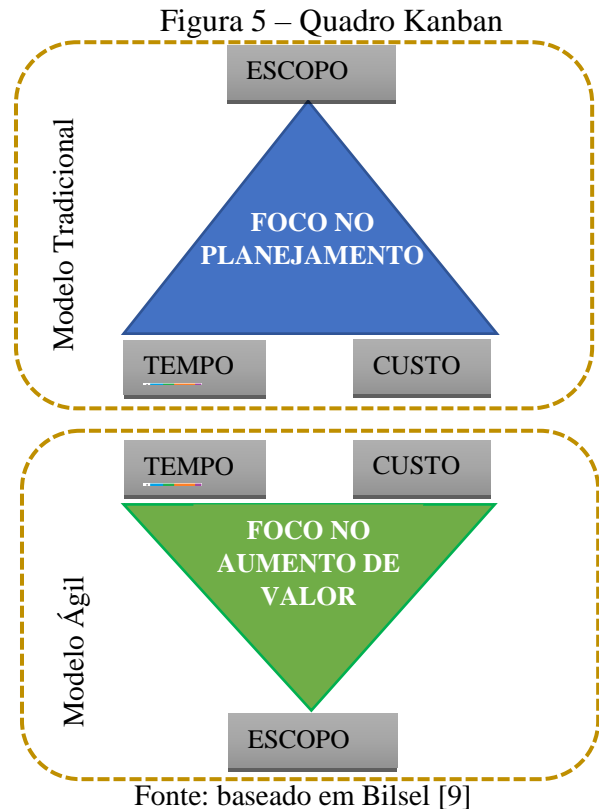 Figura 5 – Quadro Kanban
ESCOPO
Modelo Tradicional
FOCO NO
PLANEJAMENTO
TEMPO
CUSTO
TEMPO
CUSTO
Modelo Ágil
FOCO NO
AUMENTO DE
VALOR
ESCOPO
Fonte: baseado em Bilsel [9]